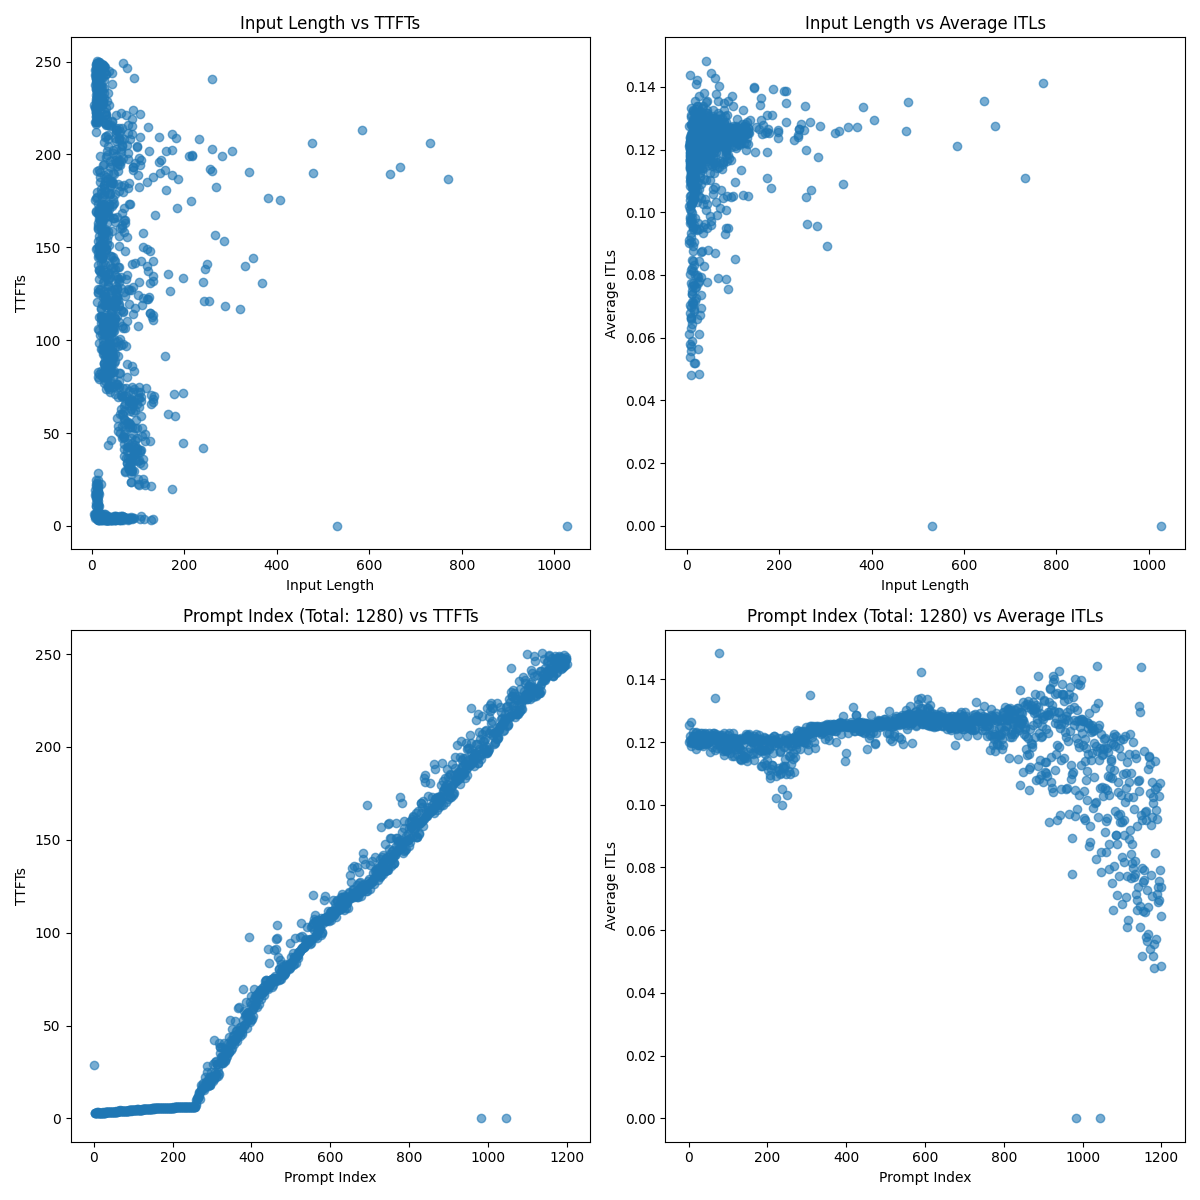 Input Length vs TTFTs
250
200
150
100
50
0
TTFTs
0 200 400 600 800 1000
Input Length
Input Length vs Average ITLs
0.14
0.12
0.10
0.08
0.06
0.04
0.02
0.00
Average ITLs
0 200 400 600 800 1000
Input Length
Prompt Index (Total: 1280) vs TTFTs
250
200
150
100
50
0
TTFTs
0 200 400 600 800 1000 1200
Prompt Index
Prompt Index (Total: 1280) vs Average ITLs
0.14
0.12
0.10
0.08
0.06
0.04
0.02
0.00
Average ITLs
0 200 400 600 800 1000 1200
Prompt Index